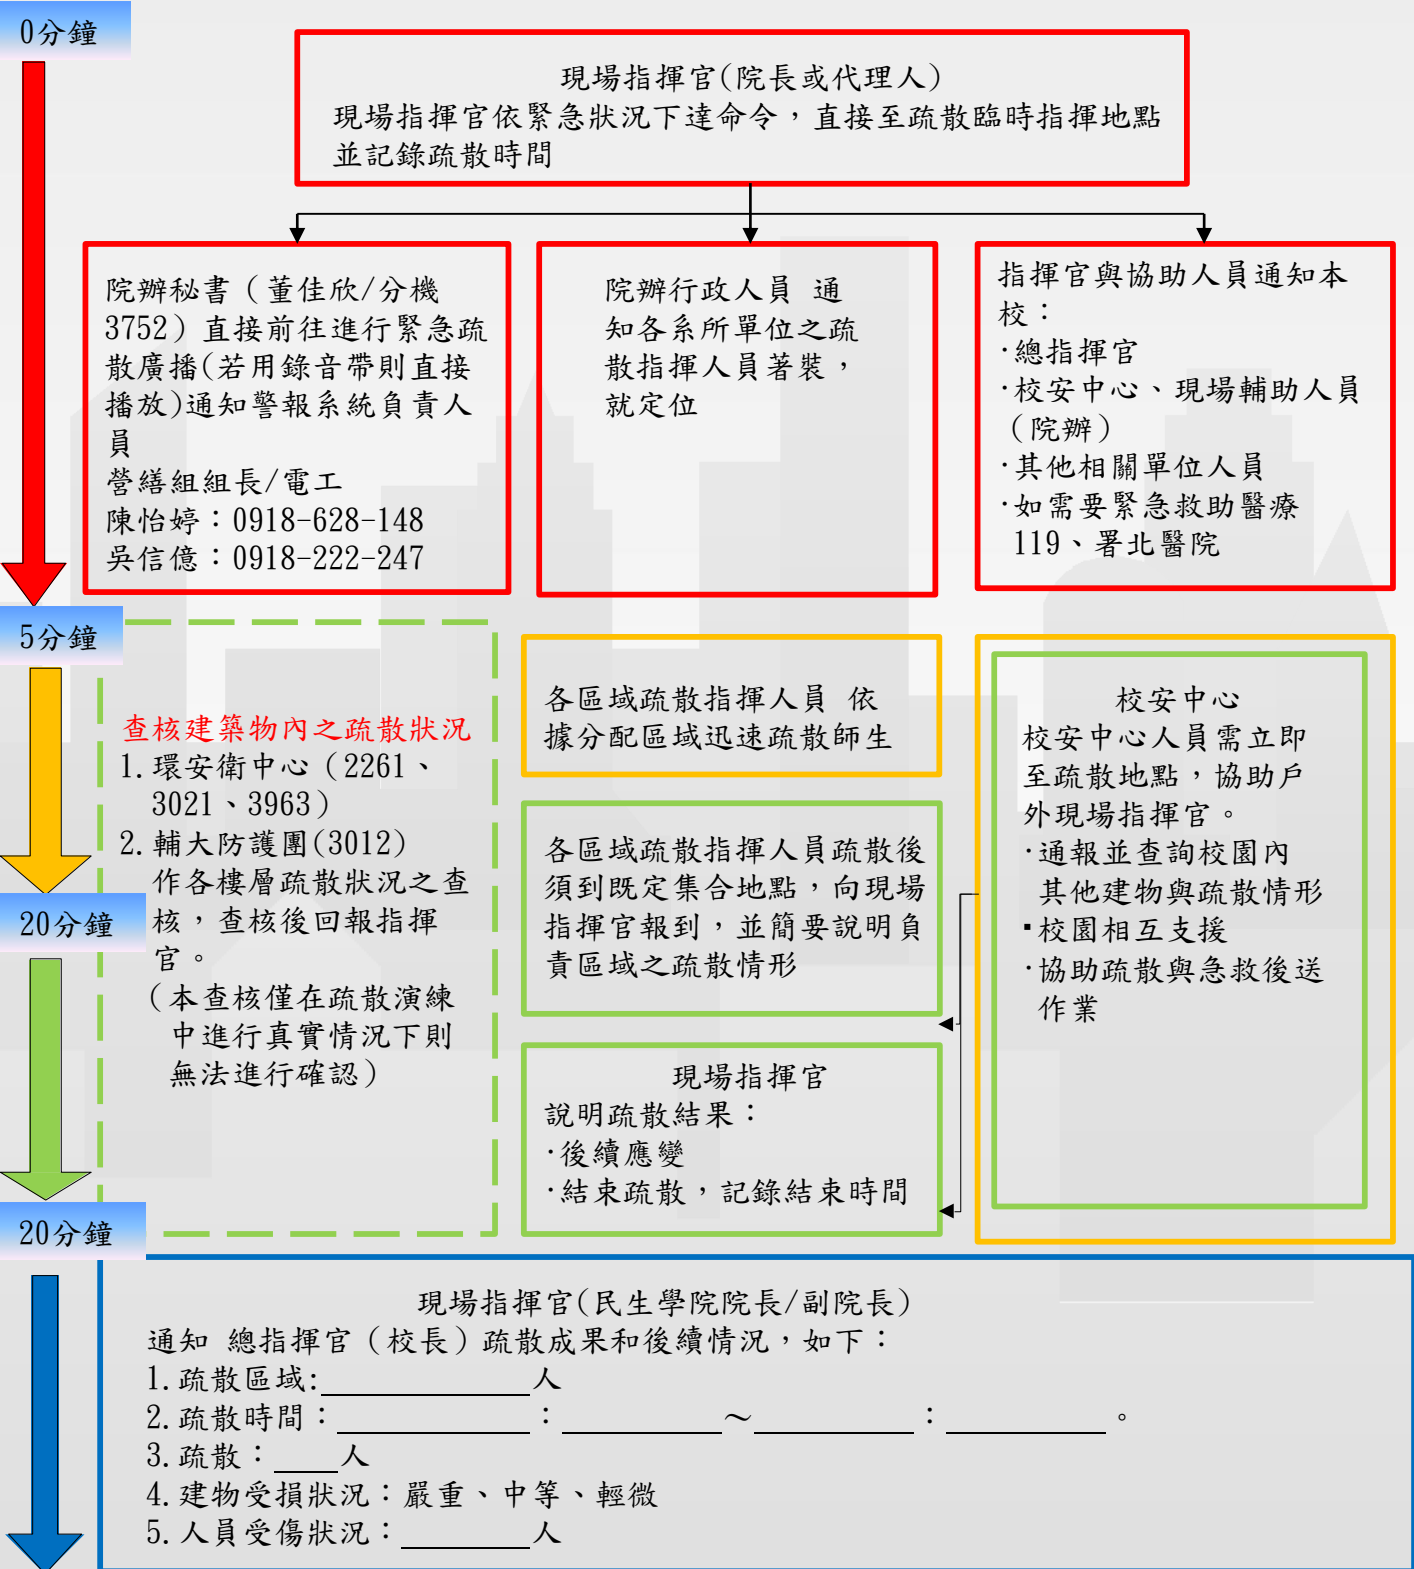 0分鐘
現場指揮官(院長或代理人)
現場指揮官依緊急狀況下達命令，直接至疏散臨時指揮地點
並記錄疏散時間
院辦秘書（董佳欣/分機
3752）直接前往進行緊急疏
散廣播(若用錄音帶則直接
播放)通知警報系統負責人
員
營繕組組長/電工
陳怡婷：0918-628-148
吳信億：0918-222-247
院辦行政人員 通
知各系所單位之疏
散指揮人員著裝，
就定位
指揮官與協助人員通知本
校：
·總指揮官
·校安中心、現場輔助人員
（院辦）
·其他相關單位人員
·如需要緊急救助醫療
119、署北醫院
5分鐘
查核建築物內之疏散狀況
1.環安衛中心（2261、
3021、3963）
2.輔大防護團(3012)
作各樓層疏散狀況之查
核，查核後回報指揮
官。
（本查核僅在疏散演練
中進行真實情況下則
無法進行確認）
各區域疏散指揮人員 依
據分配區域迅速疏散師生
各區域疏散指揮人員疏散後
須到既定集合地點，向現場
指揮官報到，並簡要說明負
責區域之疏散情形
現場指揮官
說明疏散結果：
·後續應變
·結束疏散，記錄結束時間
校安中心
校安中心人員需立即
至疏散地點，協助戶
外現場指揮官。
·通報並查詢校園內
其他建物與疏散情形
▪校園相互支援
·協助疏散與急救後送
作業
20分鐘
20分鐘
現場指揮官(民生學院院長/副院長)
通知 總指揮官（校長）疏散成果和後續情況，如下：
1.疏散區域:_____________人
2.疏散時間：____________：__________～__________：__________。
3.疏散：____人
4.建物受損狀況：嚴重、中等、輕微
5.人員受傷狀況：________人